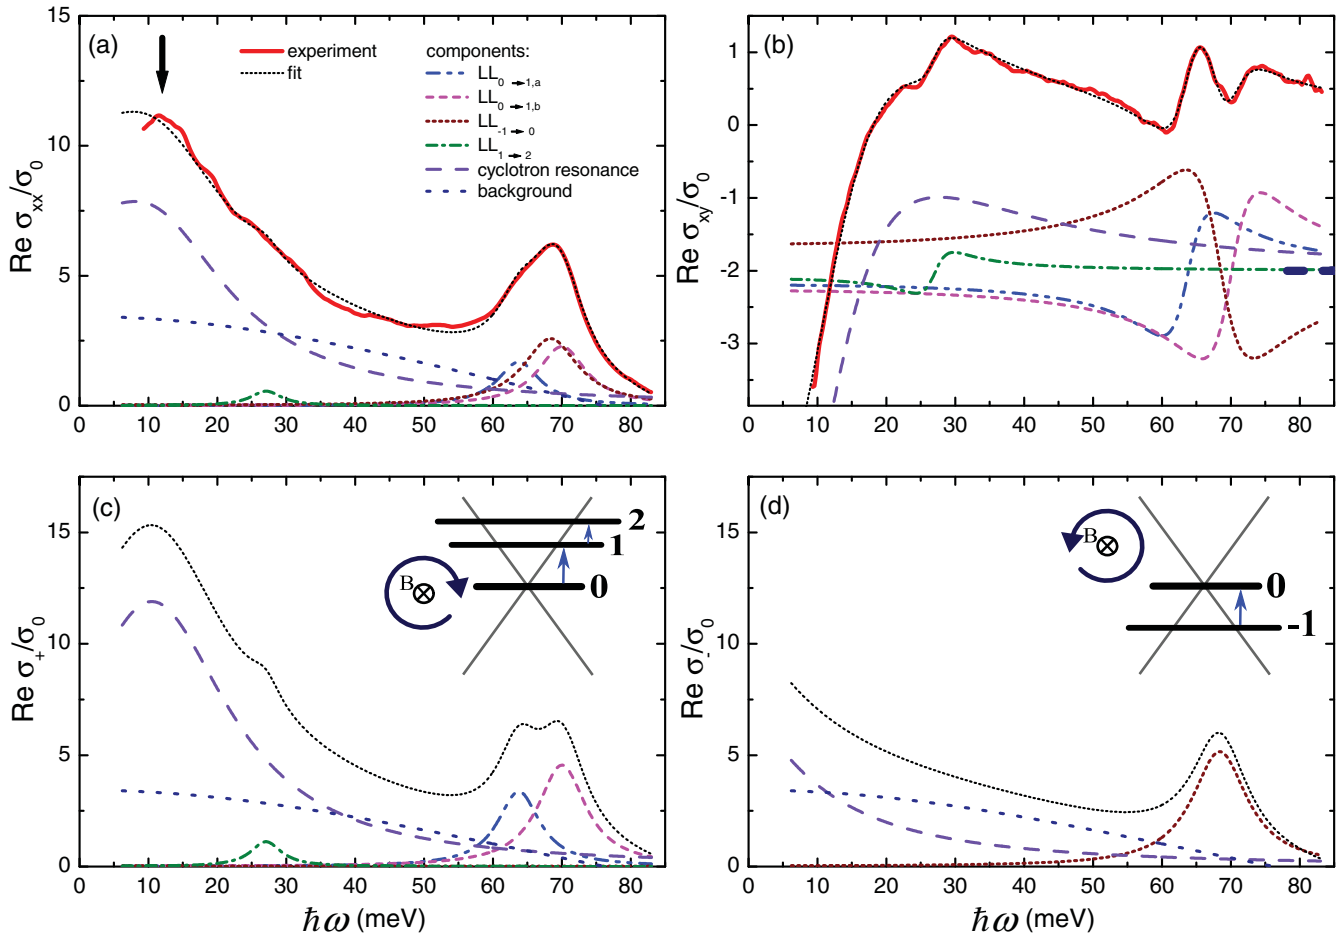 (a)
Re σxx/σ0
15
10
5
0
0 10 20 30 40 50 60 70 80
experiment
fit
components:
LL0→1,a
LL0→1,b
LL-1→0
LL1→2
cyclotron resonance
background
(b)
Re σxy/σ0
1
0
-1
-2
-3
0 10 20 30 40 50 60 70 80
(c)
Re σ+/σ0
15
10
5
0
0 10 20 30 40 50 60 70 80
ħω (meV)
B
2
1
0
(d)
Re σ-/σ0
15
10
5
0
0 10 20 30 40 50 60 70 80
ħω (meV)
B
0
-1